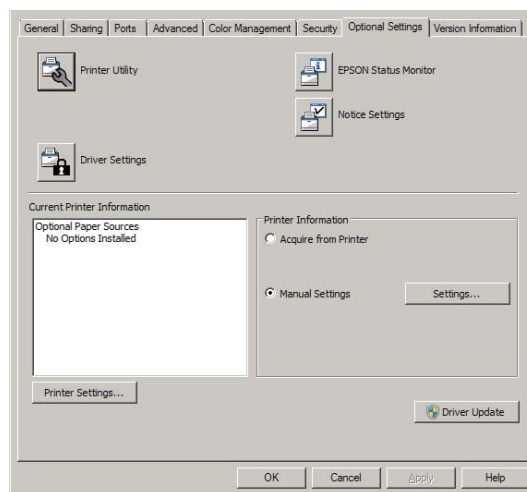 General Sharing Ports Advanced Color Management Security Optional Settings Version Information
Printer Utility
EPSON Status Monitor
Notice Settings
Driver Settings
Current Printer Information
Optional Paper Sources
No Options Installed
Printer Information
Acquire from Printer
Manual Settings
Settings...
Printer Settings...
Driver Update
OK Cancel Apply Help